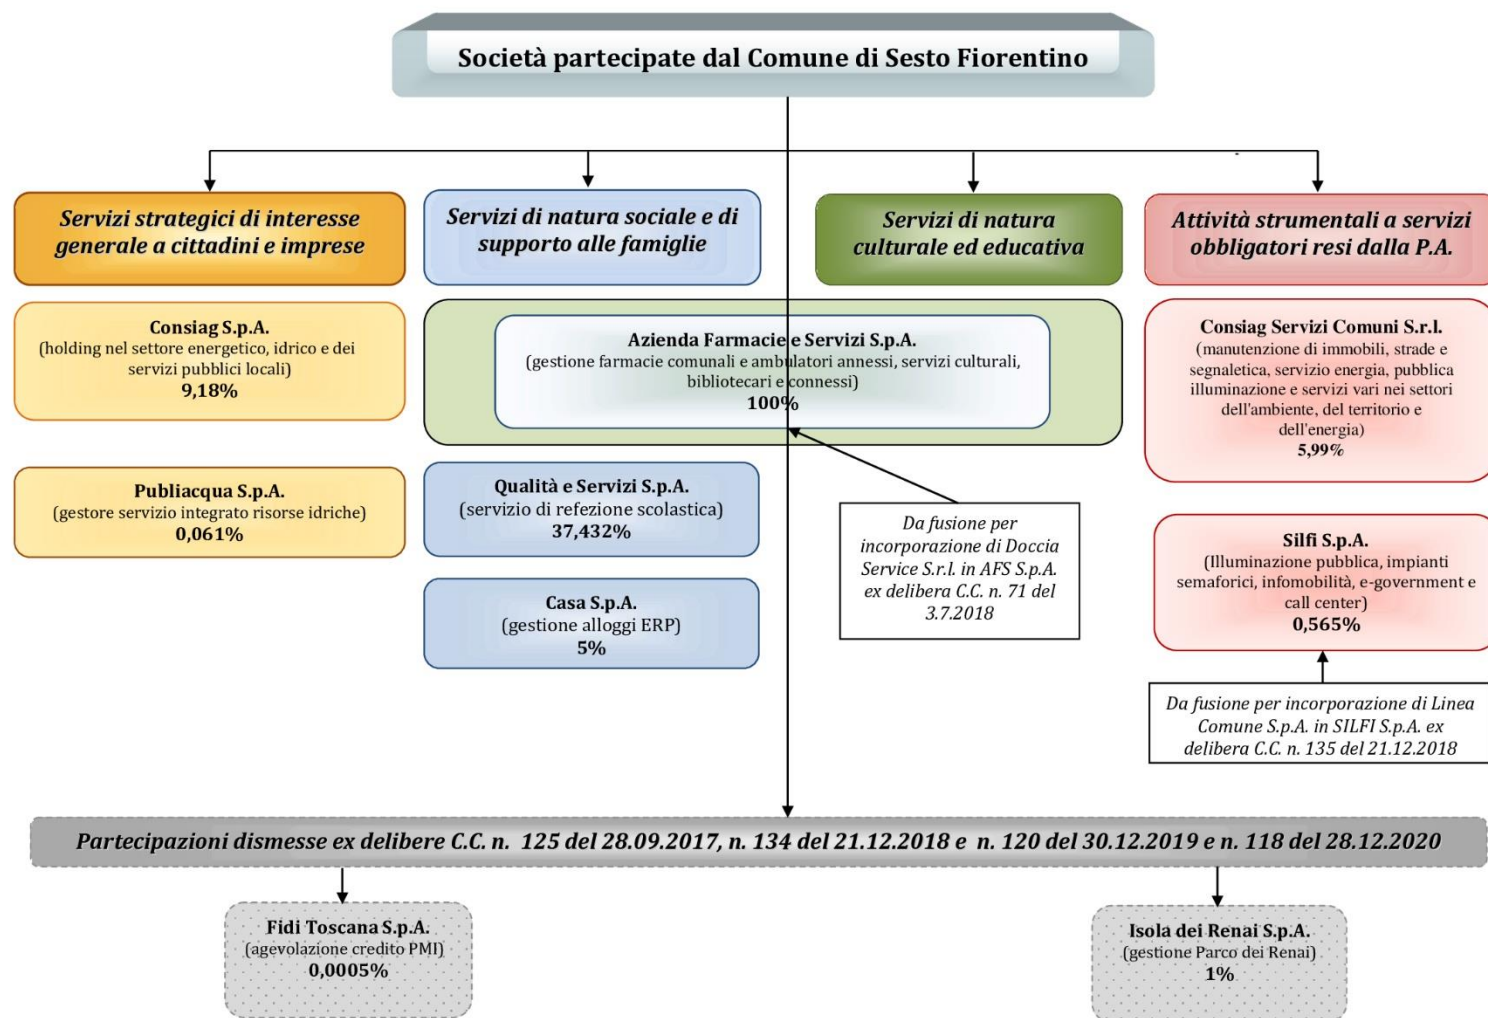 Società partecipate dal Comune di Sesto Fiorentino
Servizi strategici di interesse
generale a cittadini e imprese
Servizi di natura sociale e di
supporto alle famiglie
Servizi di natura
culturale ed educativa
Attività strumentali a servizi
obbligatori resi dalla P.A.
Consiag S.p.A.
(holding nel settore energetico, idrico e dei
servizi pubblici locali)
9,18%
Azienda Farmacie e Servizi S.p.A.
(gestione farmacie comunali e ambulatori annessi, servizi culturali,
bibliotecari e connessi)
100%
Consiag Servizi Comuni S.r.l.
(manutenzione di immobili, strade e
segnaletica, servizio energia, pubblica
illuminazione e servizi vari nei settori
dell'ambiente, del territorio e
dell'energia)
5,99%
Publiacqua S.p.A.
(gestore servizio integrato risorse idriche)
0,061%
Qualità e Servizi S.p.A.
(servizio di refezione scolastica)
37,432%
Da fusione per
incorporazione di Doccia
Service S.r.l. in AFS S.p.A.
ex delibera C.C. n. 71 del
3.7.2018
Silfi S.p.A.
(Illuminazione pubblica, impianti
semaforici, infomobilità, e-government e
call center)
0,565%
Casa S.p.A.
(gestione alloggi ERP)
5%
Da fusione per incorporazione di Linea
Comune S.p.A. in SILFI S.p.A. ex
delibera C.C. n. 135 del 21.12.2018
Partecipazioni dismesse ex delibere C.C. n. 125 del 28.09.2017, n. 134 del 21.12.2018 e n. 120 del 30.12.2019 e n. 118 del 28.12.2020
Fidi Toscana S.p.A.
(agevolazione credito PMI)
0,0005%
Isola dei Renai S.p.A.
(gestione Parco dei Renai)
1%